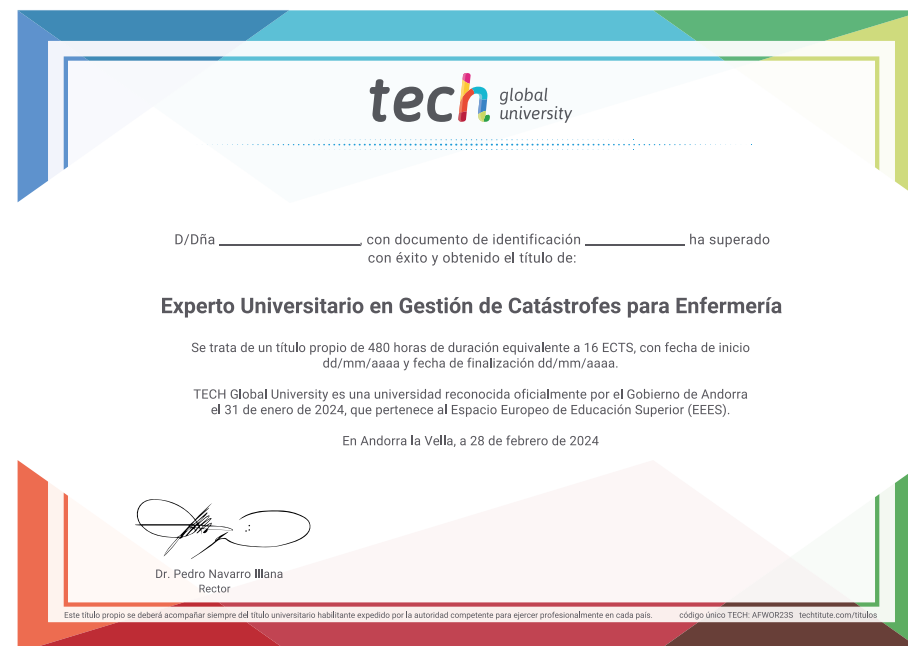 tech global university
D/Dña ____________________, con documento de identificación ______________ ha superado
con éxito y obtenido el título de:
Experto Universitario en Gestión de Catástrofes para Enfermería
Se trata de un título propio de 480 horas de duración equivalente a 16 ECTS, con fecha de inicio
dd/mm/aaaa y fecha de finalización dd/mm/aaaa.
TECH Global University es una universidad reconocida oficialmente por el Gobierno de Andorra
el 31 de enero de 2024, que pertenece al Espacio Europeo de Educación Superior (EEES).
En Andorra la Vella, a 28 de febrero de 2024
Dr. Pedro Navarro Illana
Rector
Este título propio se deberá acompañar siempre del título universitario habilitante expedido por la autoridad competente para ejercer profesionalmente en cada país. código único TECH: AFWOR23S techtitute.com/titulos